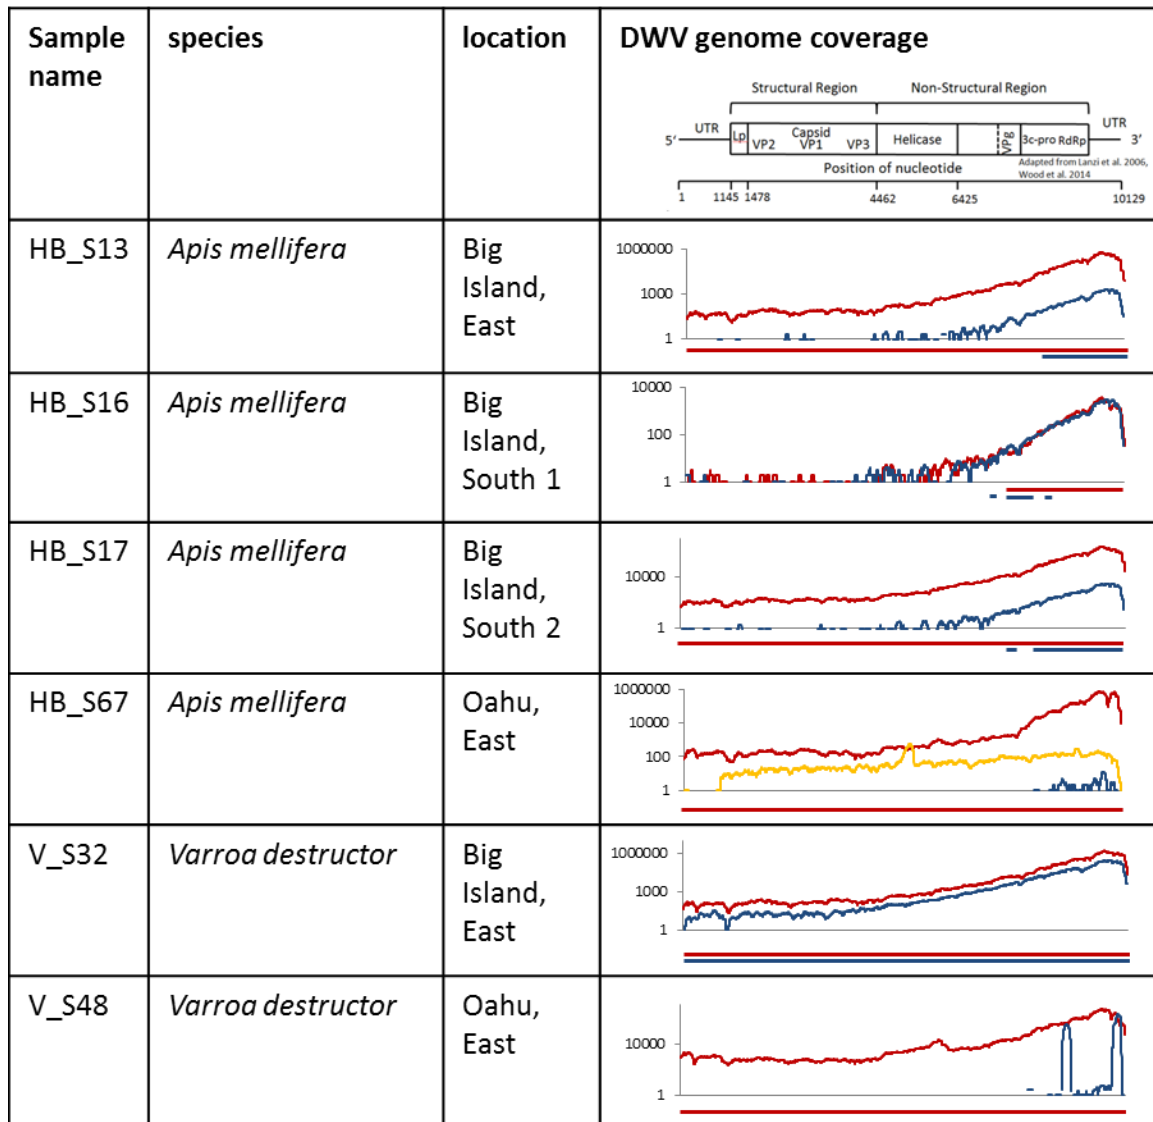 Sample name
species
location
DWV genome coverage
Structural Region
Non-Structural Region
5'
UTR
Lp
VP2
Capsid
VP1
VP3
Helicase
VPg
3c-pro RdRp
UTR
3'
Position of nucleotide
Adapted from Lanzi et al. 2006,
Wood et al. 2014
1
1145
1478
4462
6425
10129
HB_S13
Apis mellifera
Big
Island,
East
1000000
1000
1
HB_S16
Apis mellifera
Big
Island,
South 1
10000
100
1
HB_S17
Apis mellifera
Big
Island,
South 2
10000
1
HB_S67
Apis mellifera
Oahu,
East
1000000
10000
100
1
V_S32
Varroa destructor
Big
Island,
East
1000000
1000
1
V_S48
Varroa destructor
Oahu,
East
10000
1